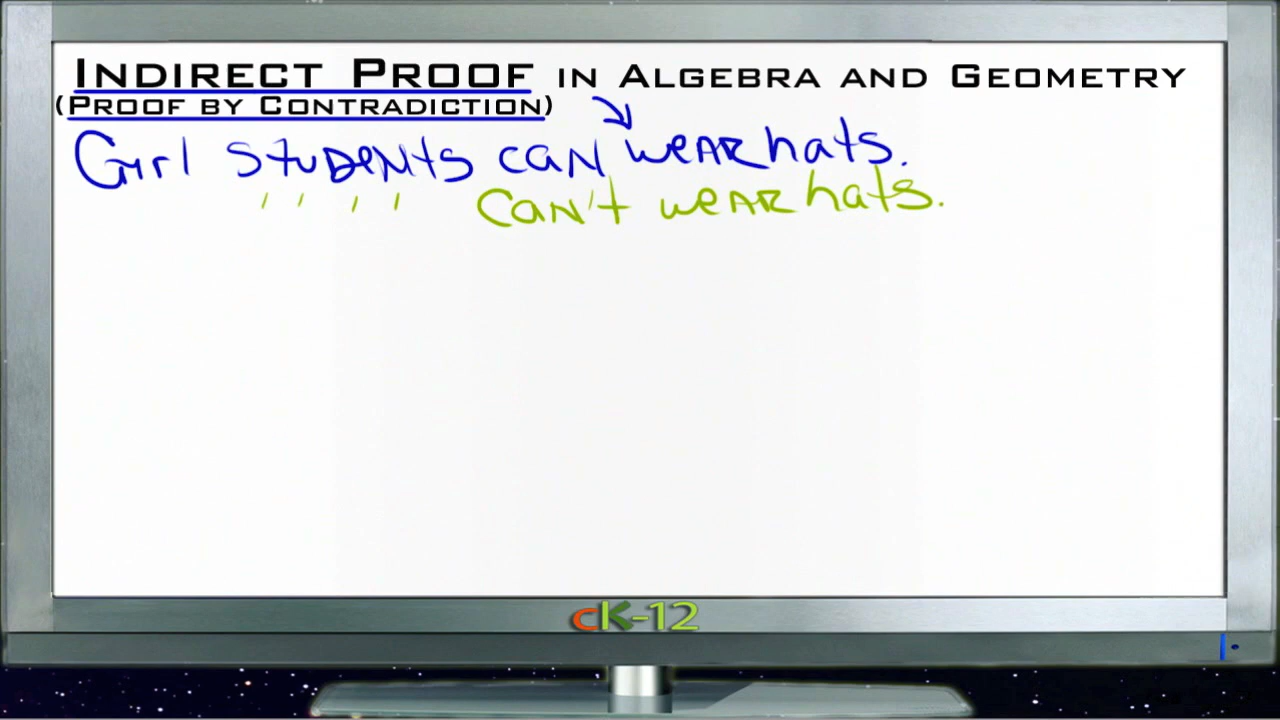 INDIRECT PROOF IN ALGEBRA AND GEOMETRY
(PROOF BY CONTRADICTION)
Girl students can wear hats.
" " can't wear hats.
cK-12